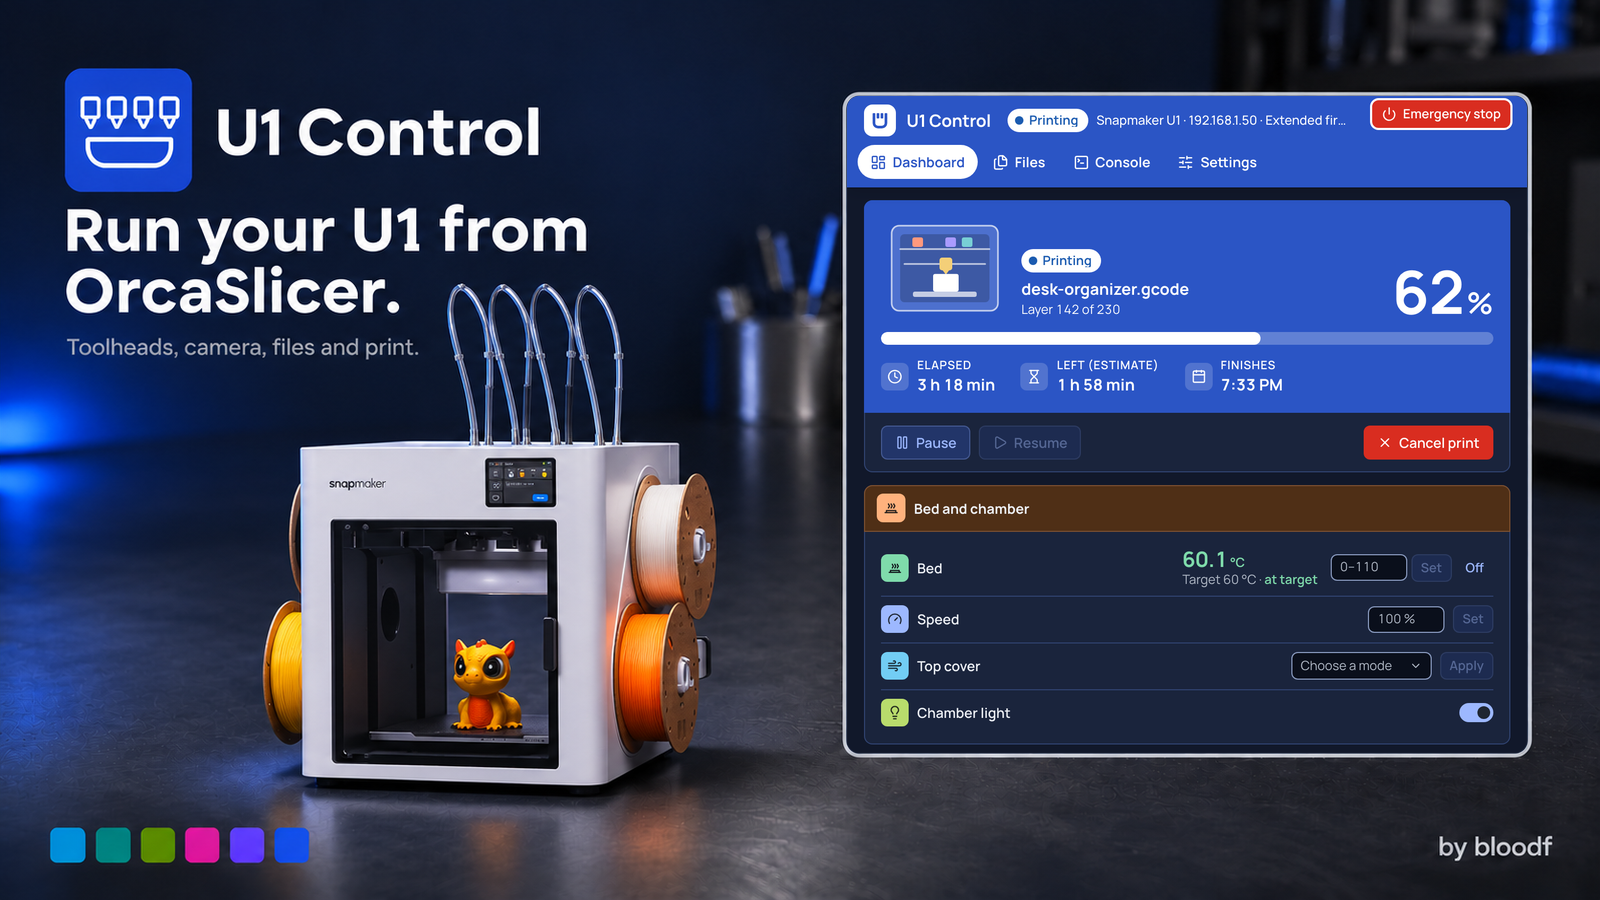 U1 Control
Run your U1 from
OrcaSlicer.
Toolheads, camera, files and print.
snapmaker
U1 Control
Printing
Snapmaker U1 · 192.168.1.50 · Extended fir...
Emergency stop
Dashboard
Files
Console
Settings
Printing
desk-organizer.gcode
Layer 142 of 230
62%
ELAPSED
3 h 18 min
LEFT (ESTIMATE)
1 h 58 min
FINISHES
7:33 PM
Pause
Resume
Cancel print
Bed and chamber
Bed
60.1 °C
Target 60 °C · at target
0–110
Set
Off
Speed
100 %
Set
Top cover
Choose a mode
Apply
Chamber light
by bloodf